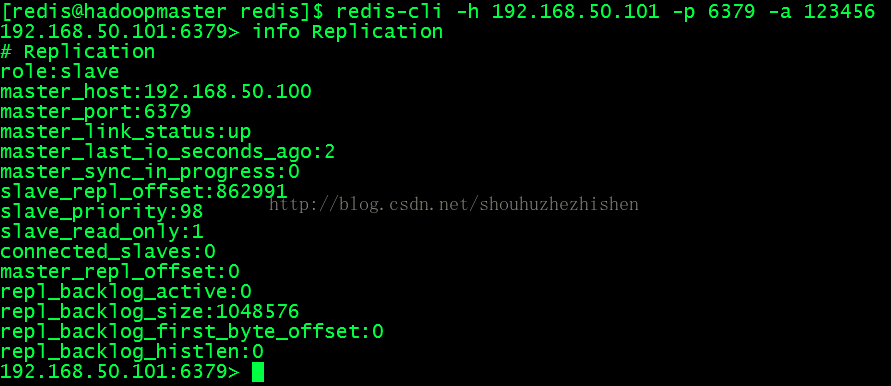 [redis@hadoopmaster redis]$ redis-cli -h 192.168.50.101 -p 6379 -a 123456
192.168.50.101:6379> info Replication
# Replication
role:slave
master_host:192.168.50.100
master_port:6379
master_link_status:up
master_last_io_seconds_ago:2
master_sync_in_progress:0
slave_repl_offset:862991
http://blog.csdn.net/shouhuzhezhishen
slave_priority:98
slave_read_only:1
connected_slaves:0
master_repl_offset:0
repl_backlog_active:0
repl_backlog_size:1048576
repl_backlog_first_byte_offset:0
repl_backlog_histlen:0
192.168.50.101:6379>